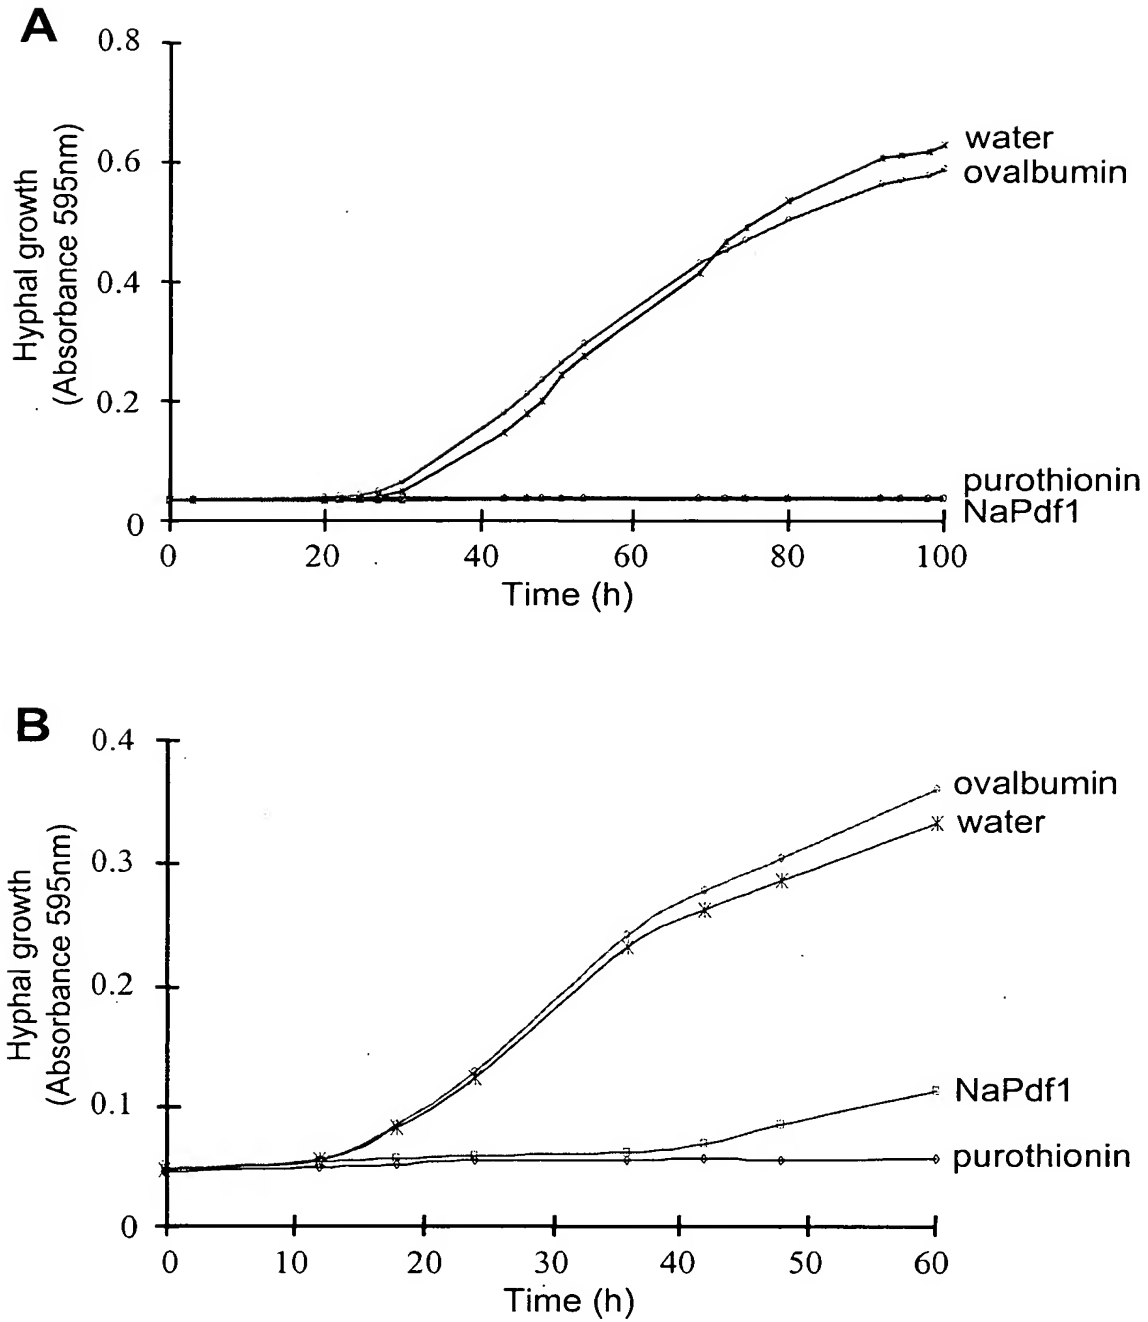 A
0.8
0.6
0.4
0.2
0
Hyphal growth
(Absorbance 595nm)
water
ovalbumin
purothionin
NaPdf1
0 20 40 60 80 100
Time (h)
B
0.4
0.3
0.2
0.1
0
Hyphal growth
(Absorbance 595nm)
ovalbumin
water
NaPdf1
purothionin
0 10 20 30 40 50 60
Time (h)